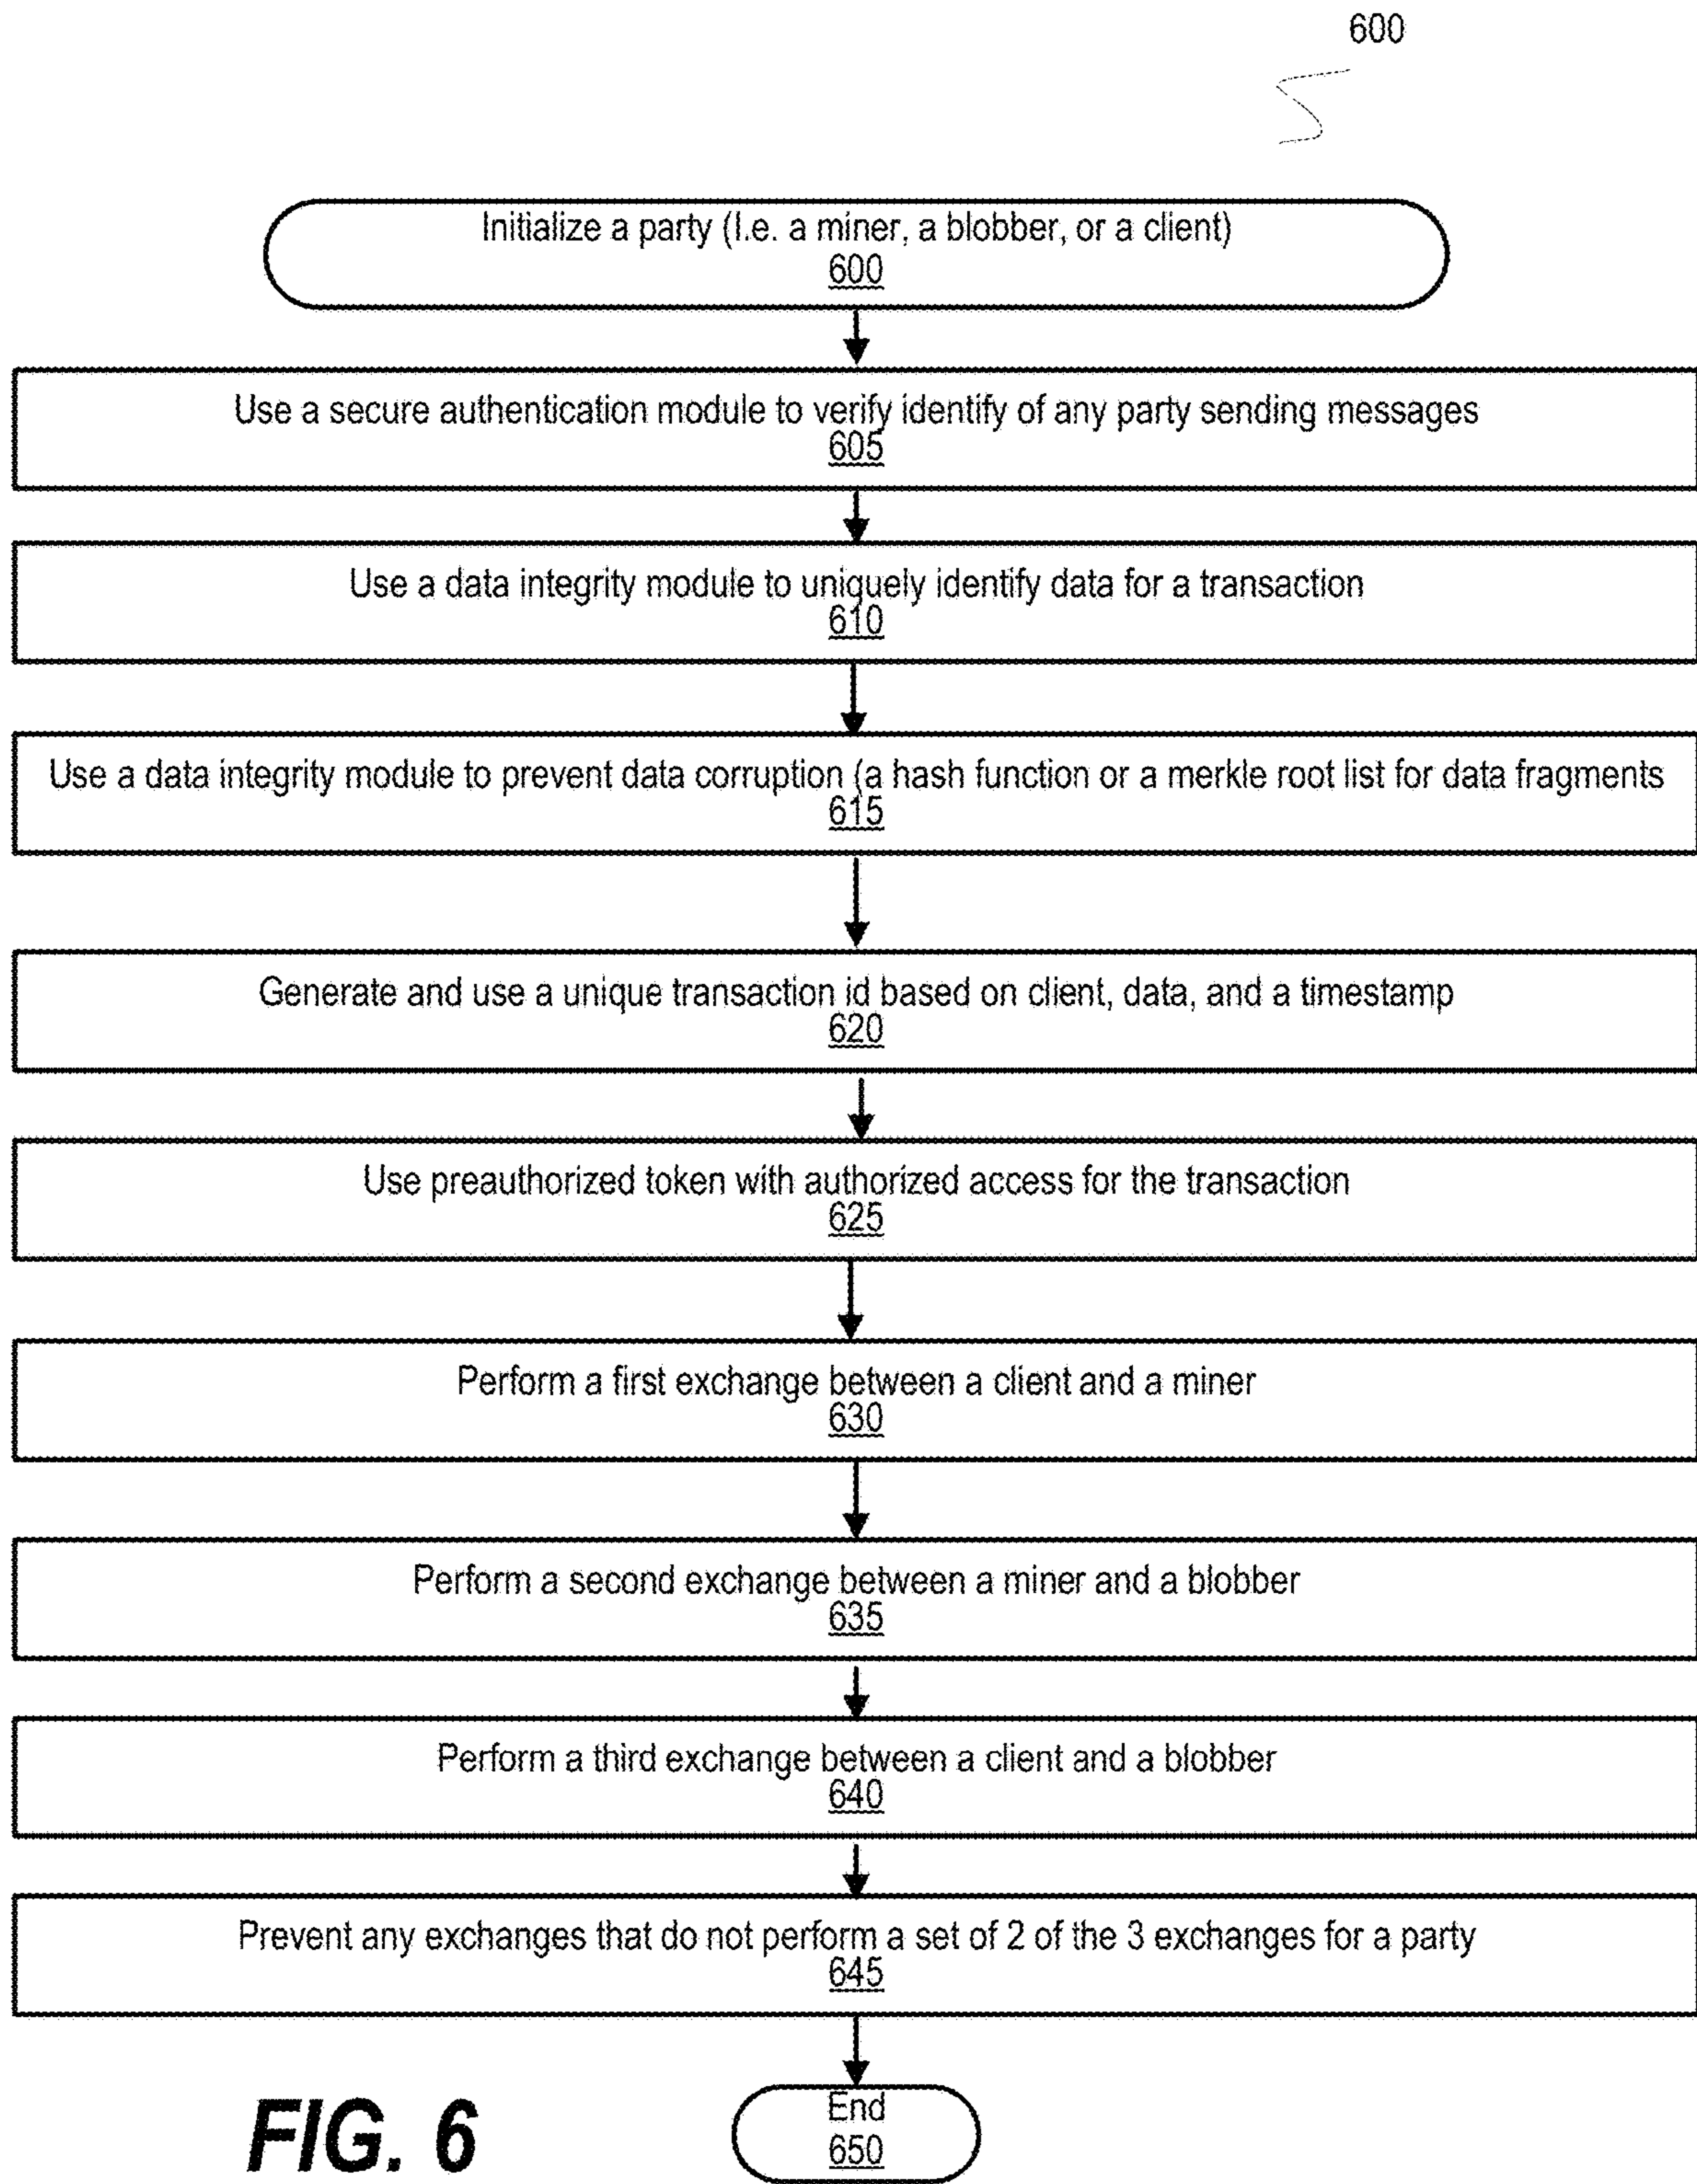 600
Initialize a party (I.e. a miner, a blobber, or a client)
600
Use a secure authentication module to verify identify of any party sending messages
605
Use a data integrity module to uniquely identify data for a transaction
610
Use a data integrity module to prevent data corruption (a hash function or a merkle root list for data fragments
615
Generate and use a unique transaction id based on client, data, and a timestamp
620
Use preauthorized token with authorized access for the transaction
625
Perform a first exchange between a client and a miner
630
Perform a second exchange between a miner and a blobber
635
Perform a third exchange between a client and a blobber
640
Prevent any exchanges that do not perform a set of 2 of the 3 exchanges for a party
645
End
650
FIG. 6